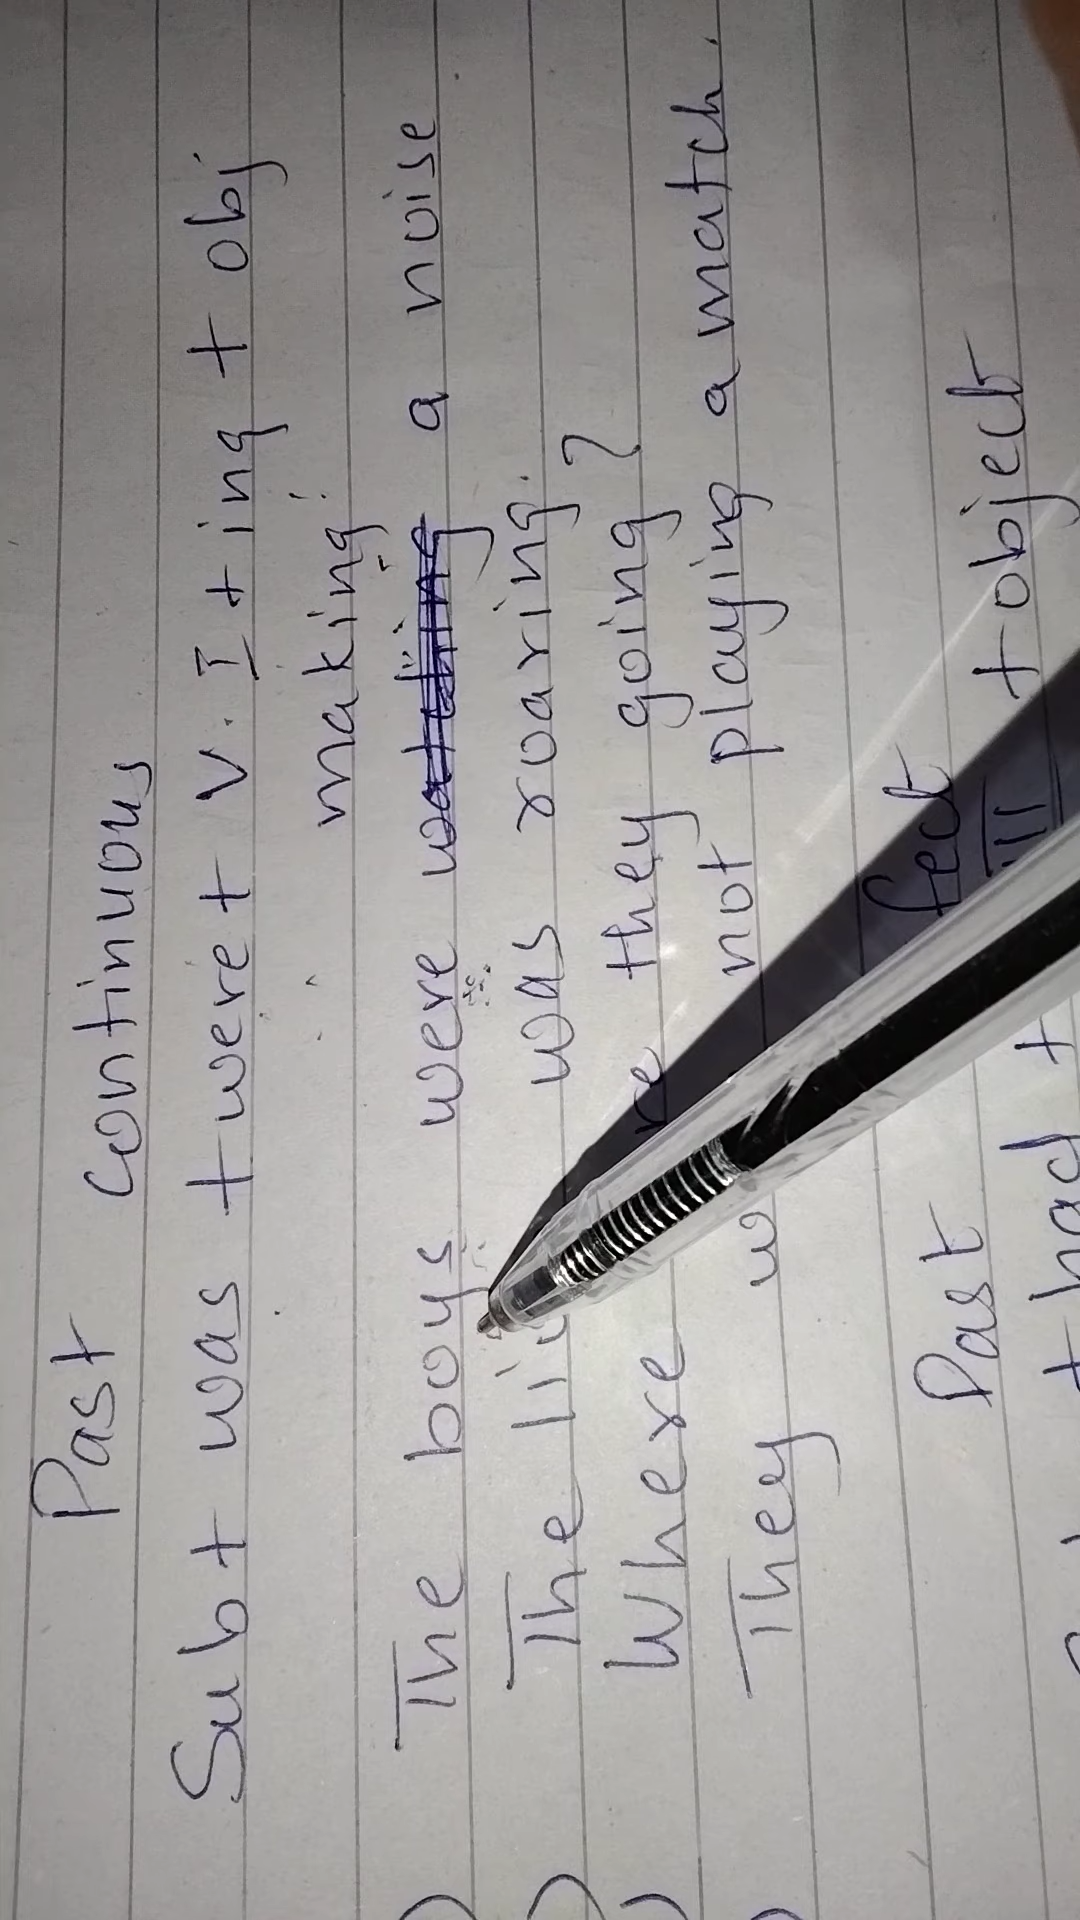 Past continuous
Sub + was + were + V. I + ing + obj
making
The boys were a noise
The was roaring.
Where they going ?
They not playing a match.
Past
+ had + III + object